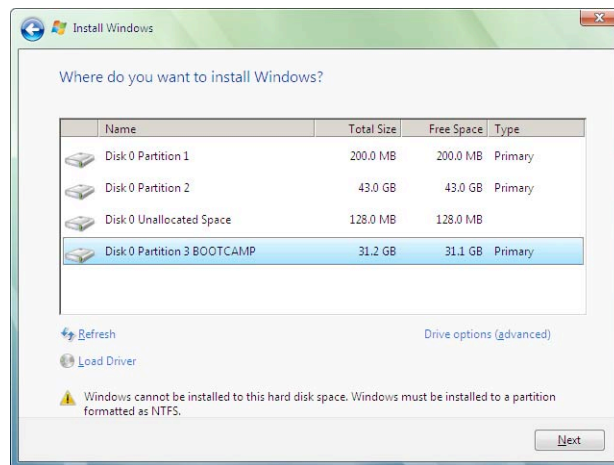 Install Windows
Where do you want to install Windows?
Name Total Size Free Space Type
Disk 0 Partition 1 200.0 MB 200.0 MB Primary
Disk 0 Partition 2 43.0 GB 43.0 GB Primary
Disk 0 Unallocated Space 128.0 MB 128.0 MB
Disk 0 Partition 3 BOOTCAMP 31.2 GB 31.1 GB Primary
Refresh Drive options (advanced)
Load Driver
Windows cannot be installed to this hard disk space. Windows must be installed to a partition
formatted as NTFS.
Next